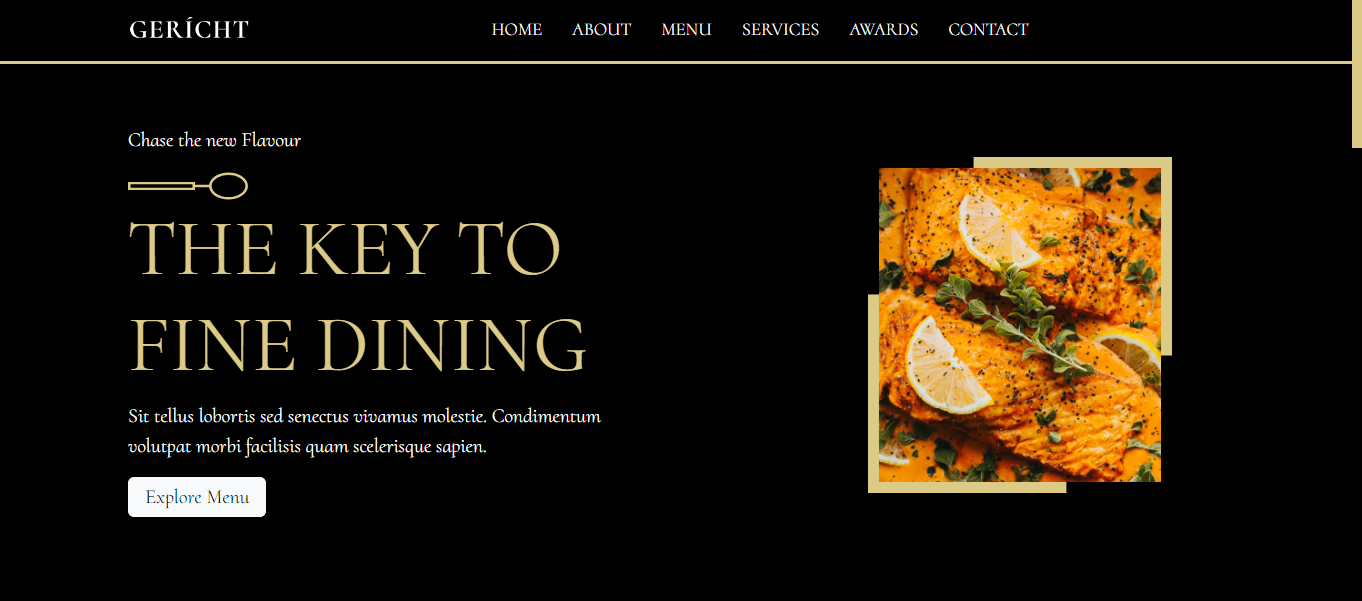 GERÍCHT
HOME ABOUT MENU SERVICES AWARDS CONTACT
Chase the new Flavour
THE KEY TO
FINE DINING
Sit tellus lobortis sed senectus vivamus molestie. Condimentum
volutpat morbi facilisis quam scelerisque sapien.
Explore Menu